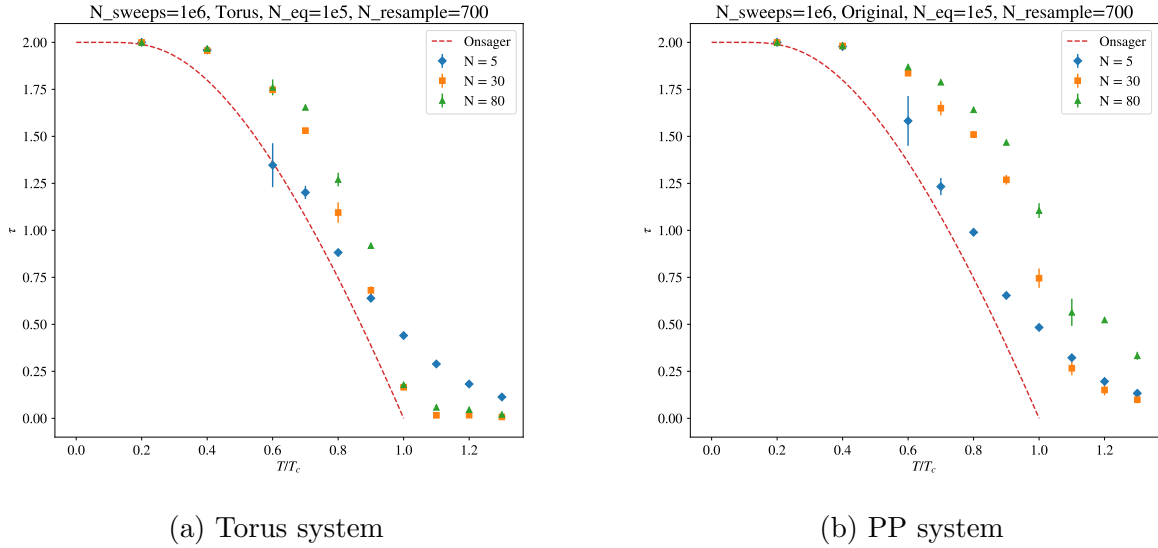 N_sweeps=1e6, Torus, N_eq=1e5, N_resample=700
2.00
1.75
1.50
1.25
1.00
0.75
0.50
0.25
0.00
τ
Onsager
N = 5
N = 30
N = 80
0.0 0.2 0.4 0.6 0.8 1.0 1.2
T/T_c
(a) Torus system
N_sweeps=1e6, Original, N_eq=1e5, N_resample=700
2.00
1.75
1.50
1.25
1.00
0.75
0.50
0.25
0.00
τ
Onsager
N = 5
N = 30
N = 80
0.0 0.2 0.4 0.6 0.8 1.0 1.2
T/T_c
(b) PP system